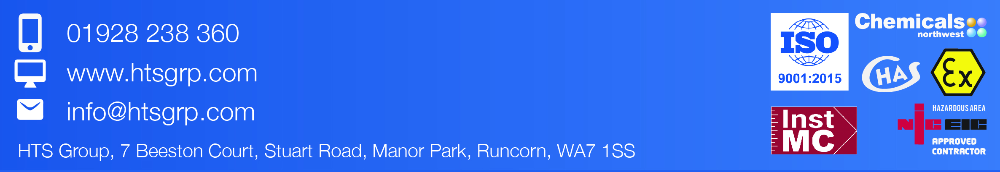 01928 238 360
www.htsgrp.com
info@htsgrp.com
HTS Group, 7 Beeston Court, Stuart Road, Manor Park, Runcorn, WA7 1SS
ISO
9001:2015
Chemicals
northwest
CHAS
Ex
Inst
MC
HAZARDOUS AREA
NICEIC
APPROVED
CONTRACTOR